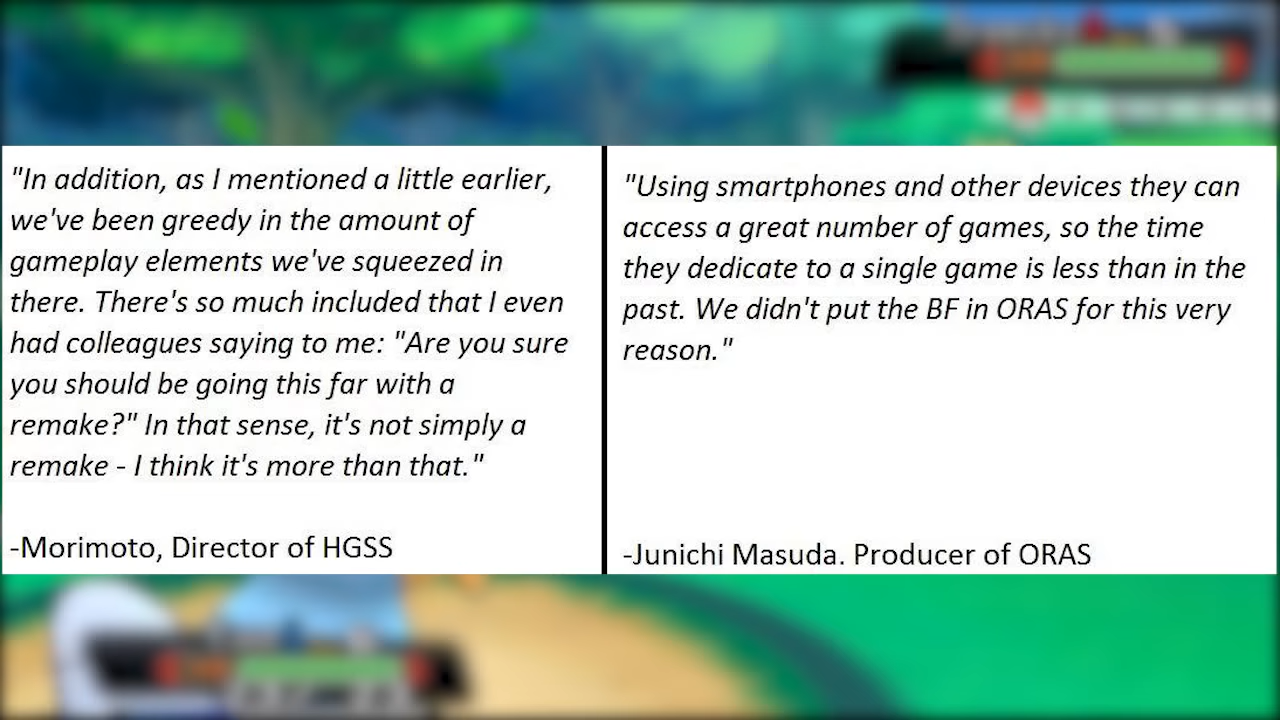 "In addition, as I mentioned a little earlier,
we've been greedy in the amount of
gameplay elements we've squeezed in
there. There's so much included that I even
had colleagues saying to me: "Are you sure
you should be going this far with a
remake?" In that sense, it's not simply a
remake - I think it's more than that."
-Morimoto, Director of HGSS
"Using smartphones and other devices they can
access a great number of games, so the time
they dedicate to a single game is less than in the
past. We didn't put the BF in ORAS for this very
reason."
-Junichi Masuda. Producer of ORAS